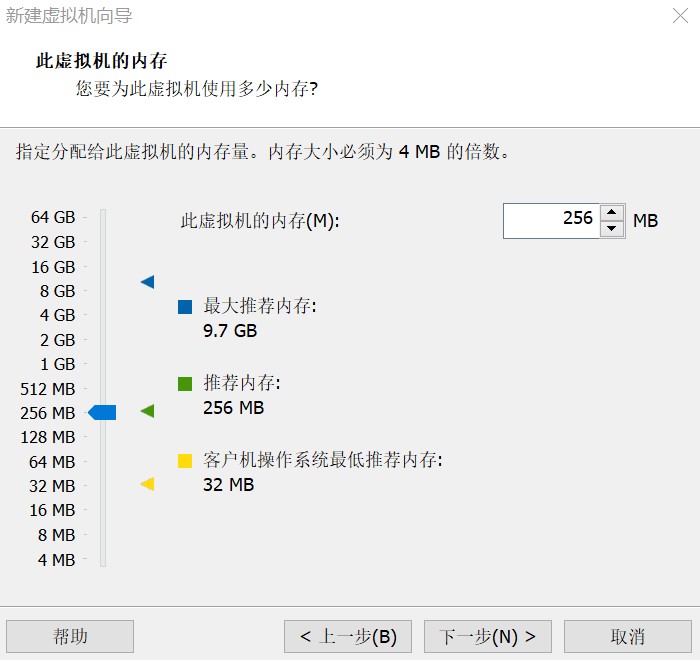 新建虚拟机向导
此虚拟机的内存
您要为此虚拟机使用多少内存?
指定分配给此虚拟机的内存量。内存大小必须为 4 MB 的倍数。
64 GB
32 GB
16 GB
8 GB
4 GB
2 GB
1 GB
512 MB
256 MB
128 MB
64 MB
32 MB
16 MB
8 MB
4 MB
此虚拟机的内存(M):
256 MB
最大推荐内存:
9.7 GB
推荐内存:
256 MB
客户机操作系统最低推荐内存:
32 MB
帮助
< 上一步(B)
下一步(N) >
取消